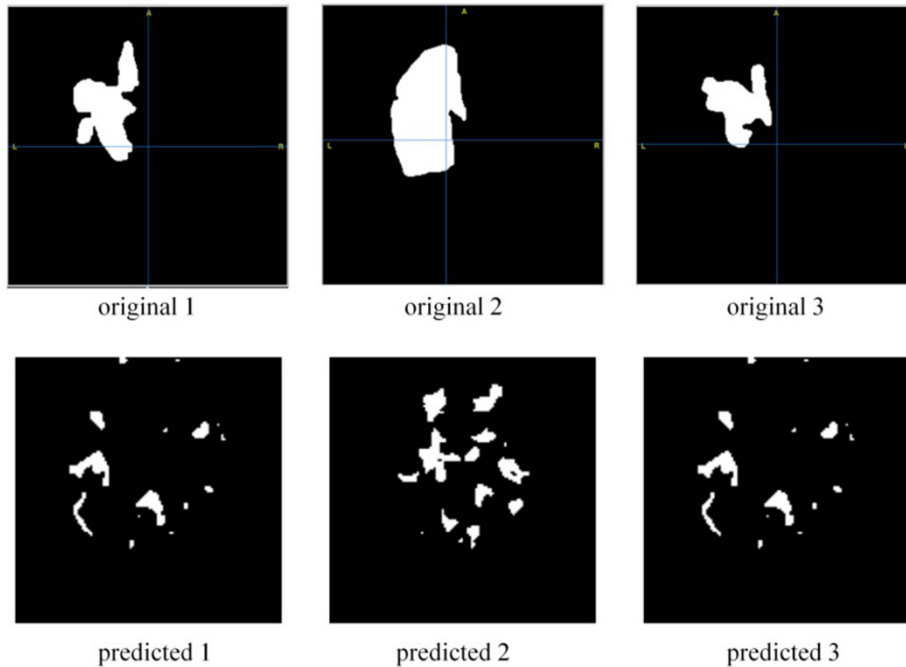 A
A
A
L
R
L
R
L
original 1
original 2
original 3
predicted 1
predicted 2
predicted 3